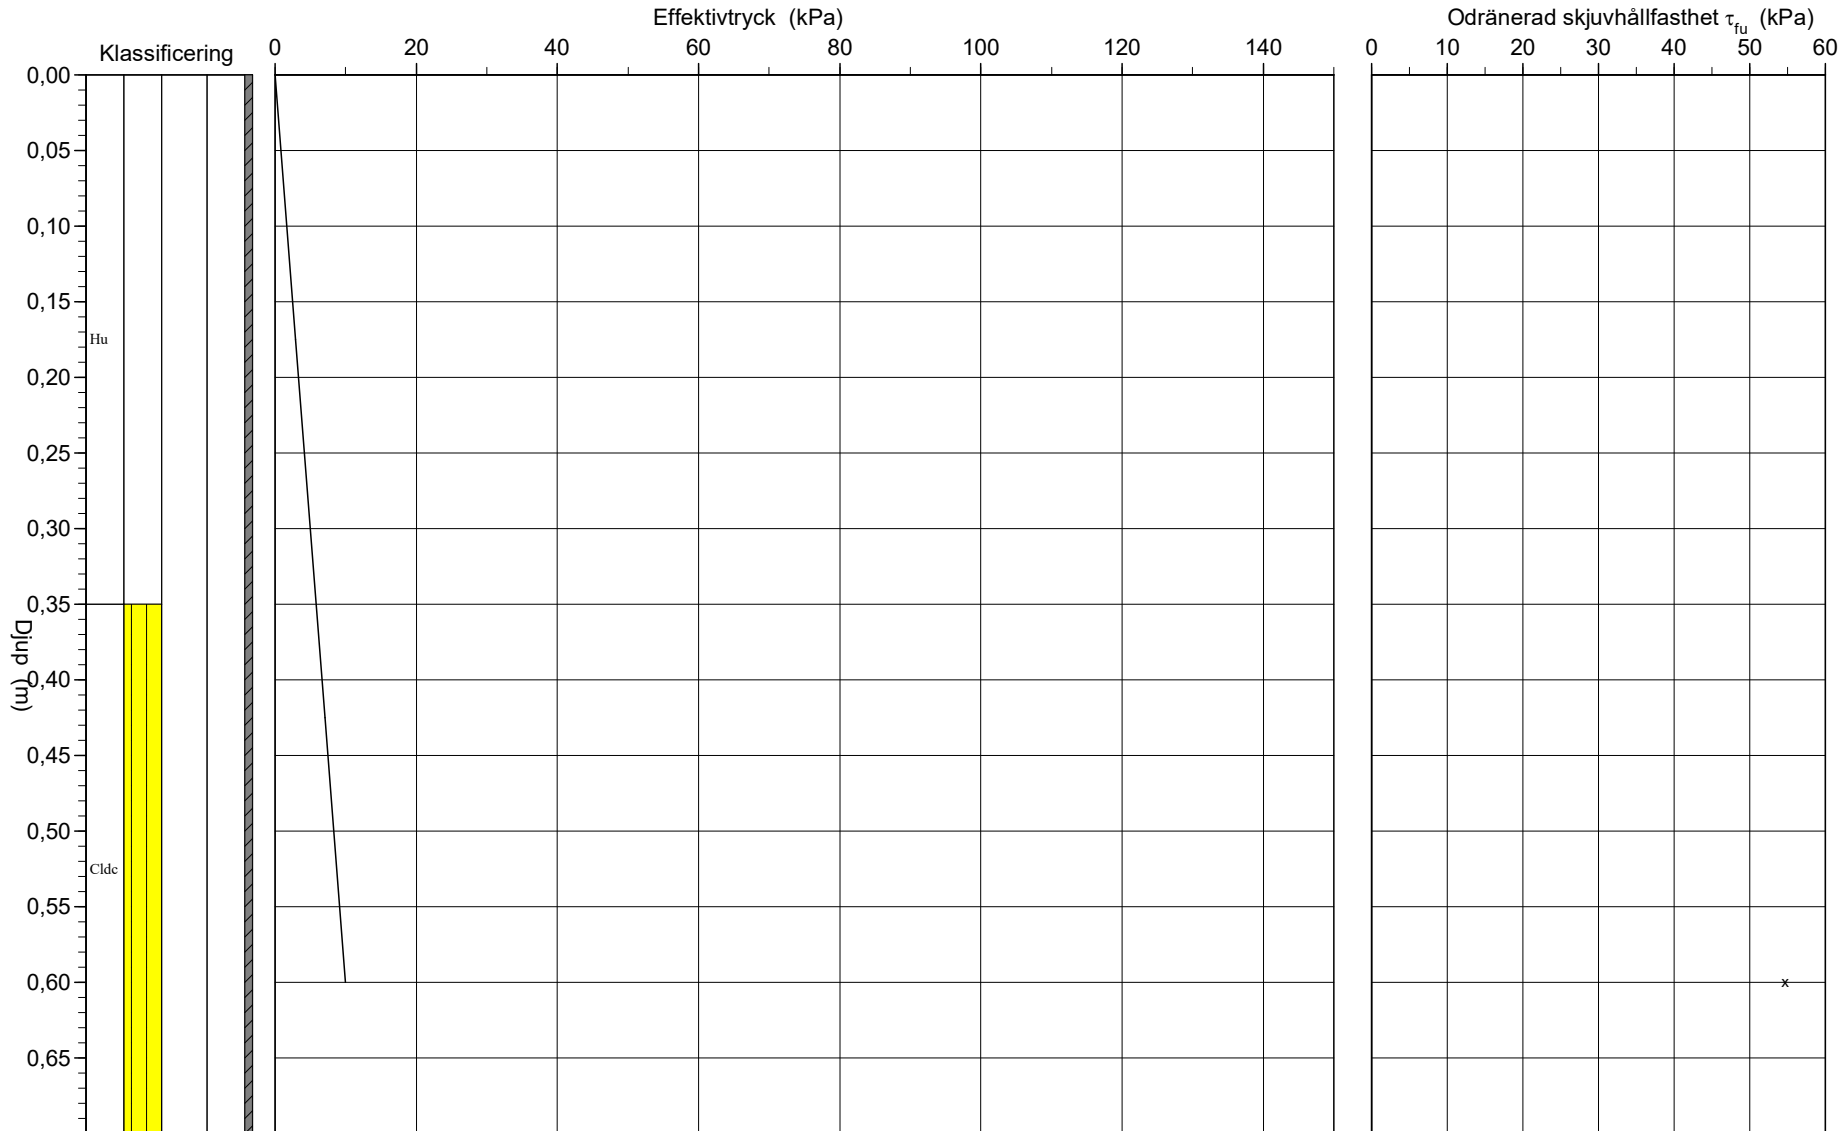 Effektivtryck (kPa)
Odränerad skjuvhållfasthet τfu (kPa)
Klassificering
0 20 40 60 80 100 120 140
0 10 20 30 40 50 60
0,00
0,05
0,10
0,15
Hu
0,20
0,25
0,30
0,35
Djup (m)
0,40
0,45
0,50
Cldc
0,55
0,60
x
0,65